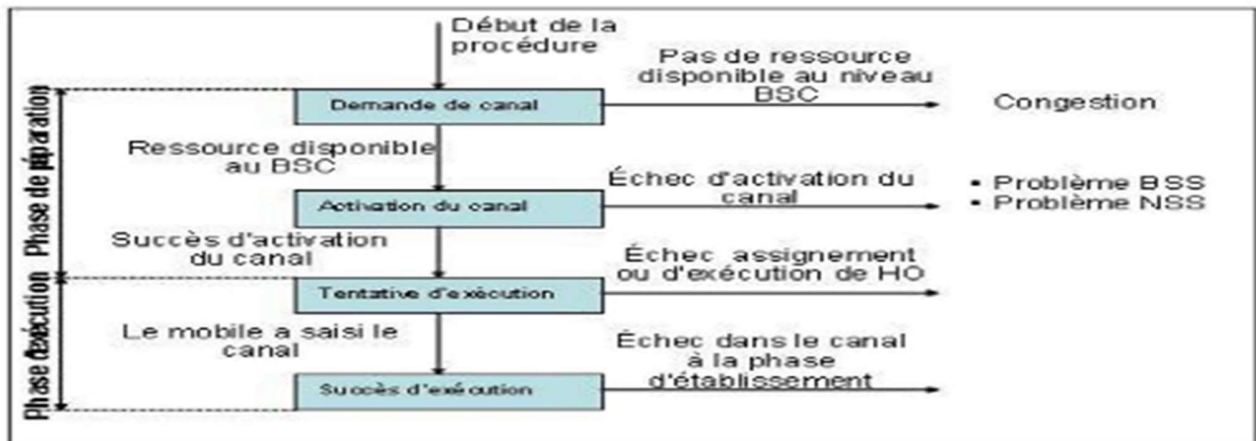 Début de la
procédure
Pas de ressource
disponible au niveau
BSC
Demande de canal
Congestion
Ressource disponible
au BSC
Échec d'activation du
canal
• Problème BSS
• Problème NSS
Activation du canal
Succès d'activation
du canal
Échec assignement
ou d'exécution de HO
Tentative d'exécution
Le mobile a saisi le
canal
Échec dans le canal
à la phase
d'établissement
Succès d'exécution
Phase de
Phase